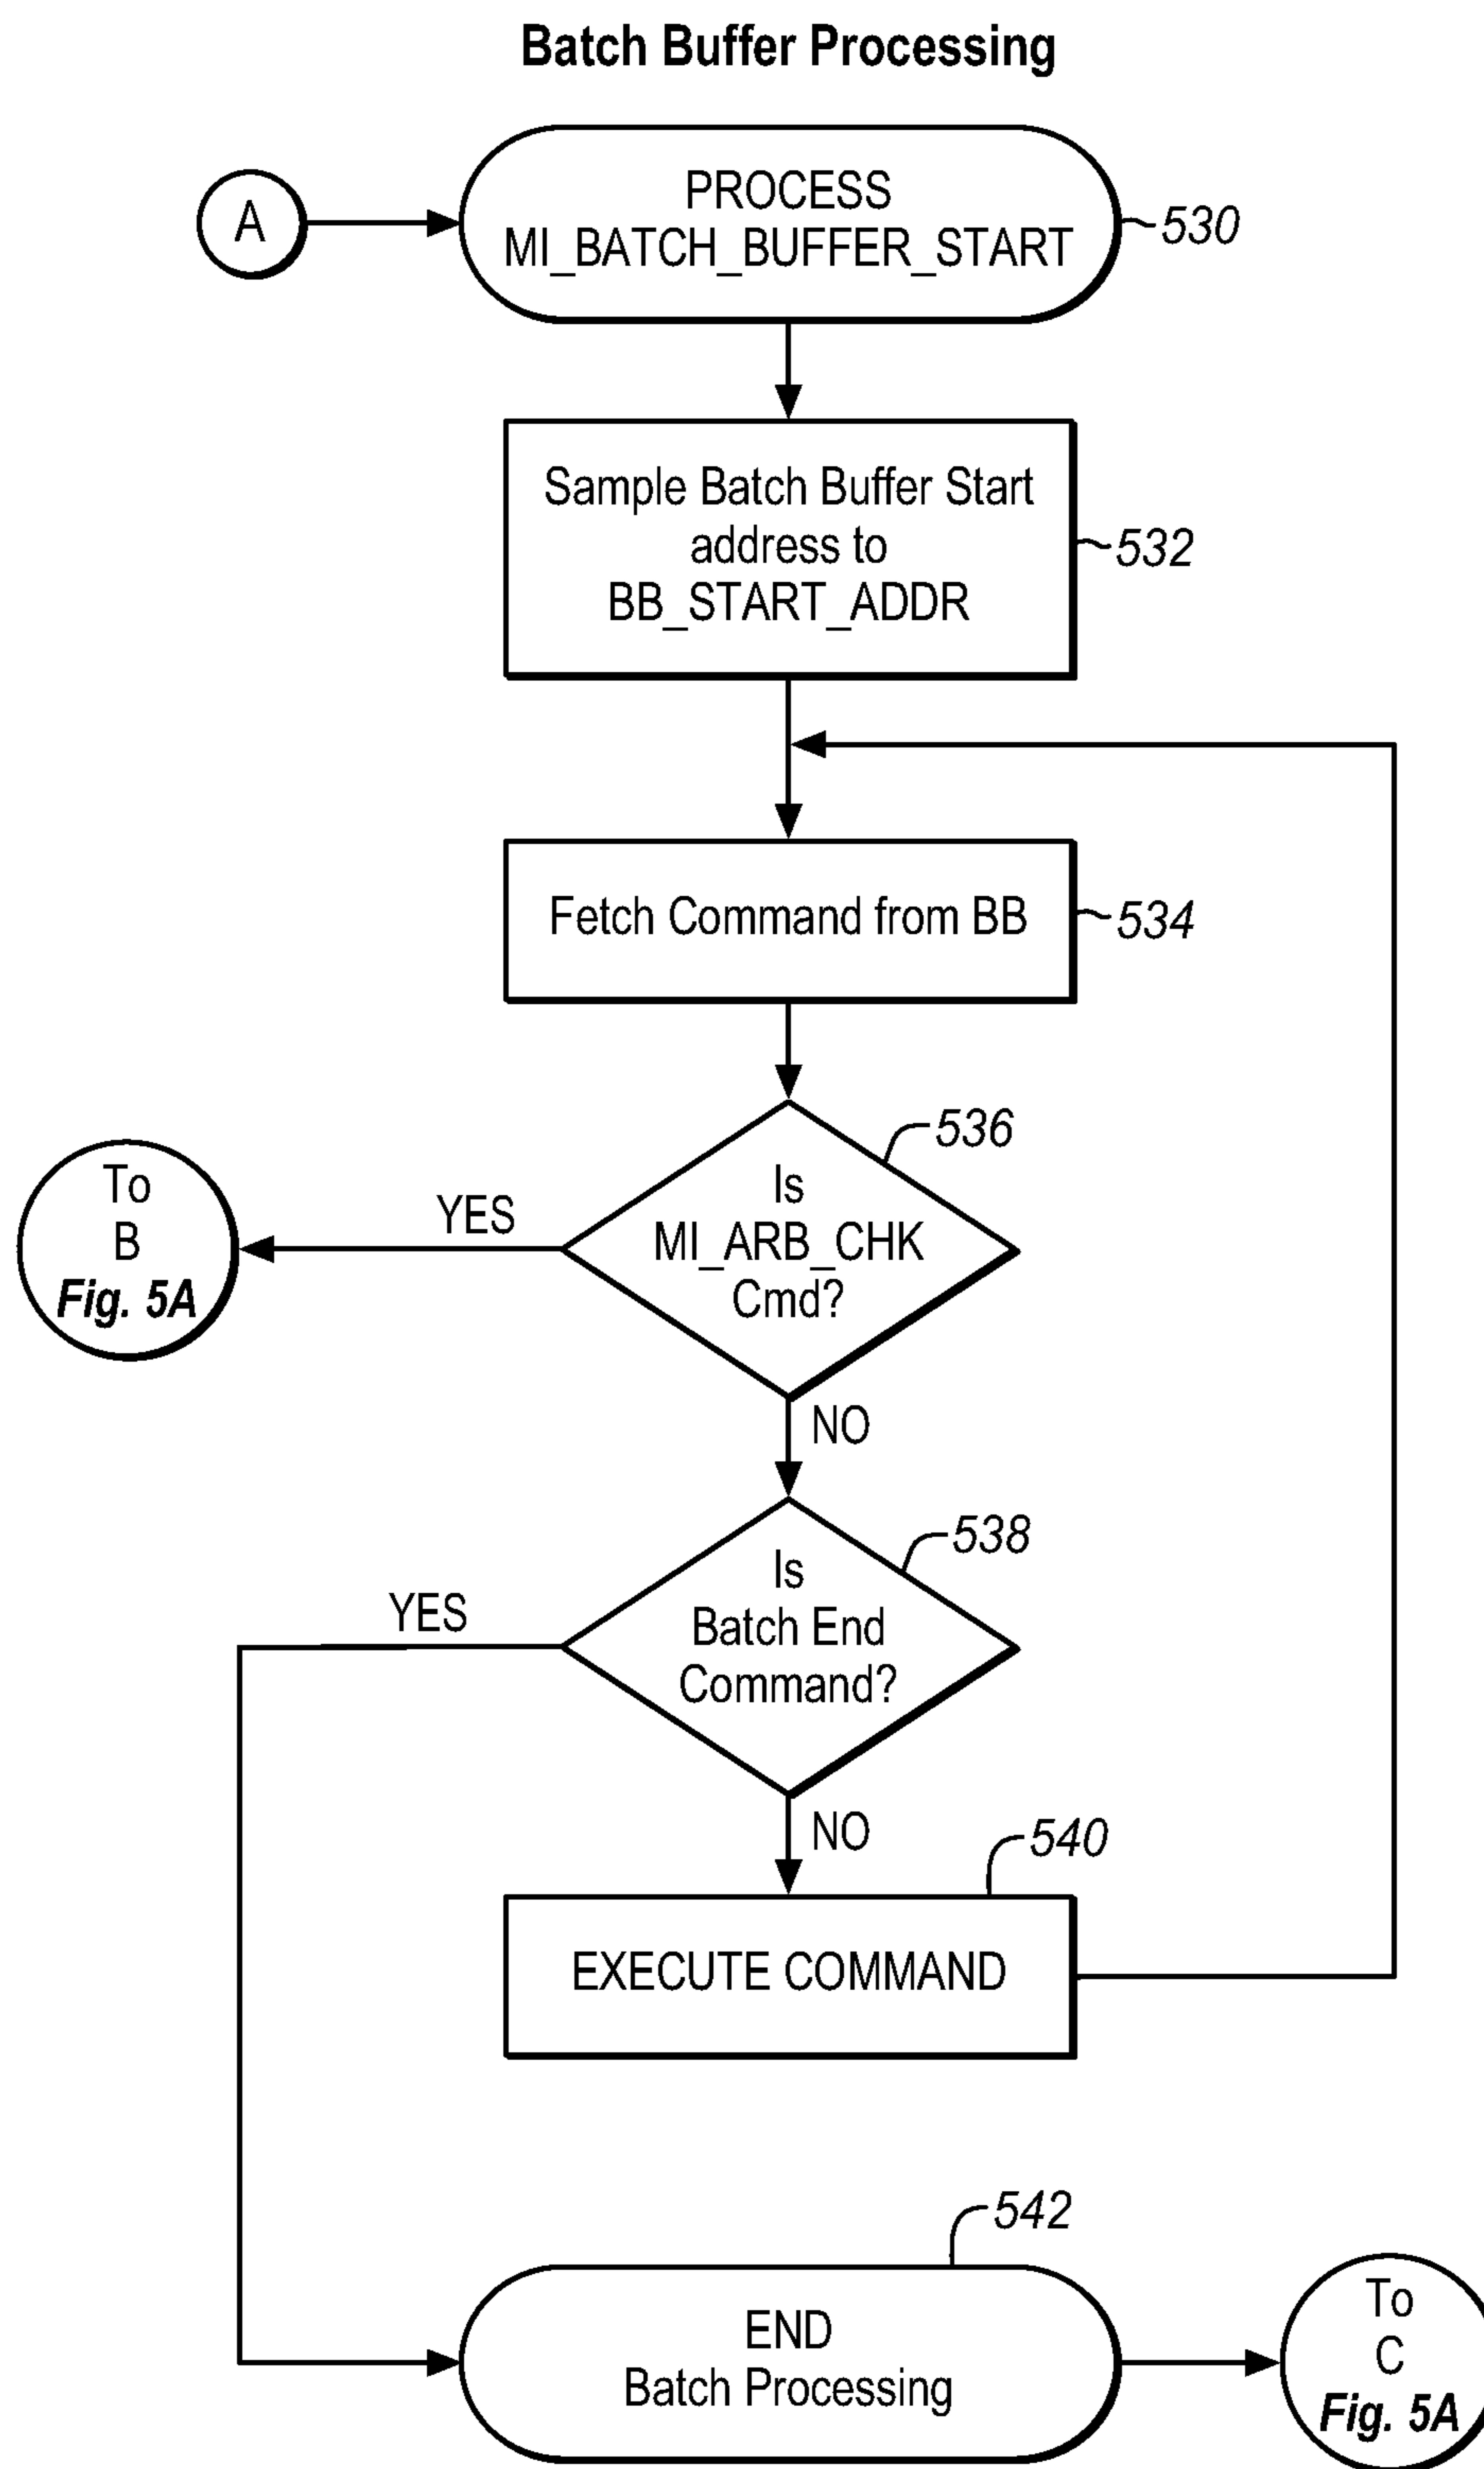 Batch Buffer Processing
A
PROCESS
MI_BATCH_BUFFER_START
530
Sample Batch Buffer Start
address to
BB_START_ADDR
532
Fetch Command from BB
534
536
Is
MI_ARB_CHK
Cmd?
YES
To
B
Fig. 5A
NO
538
Is
Batch End
Command?
YES
NO
540
EXECUTE COMMAND
542
END
Batch Processing
To
C
Fig. 5A